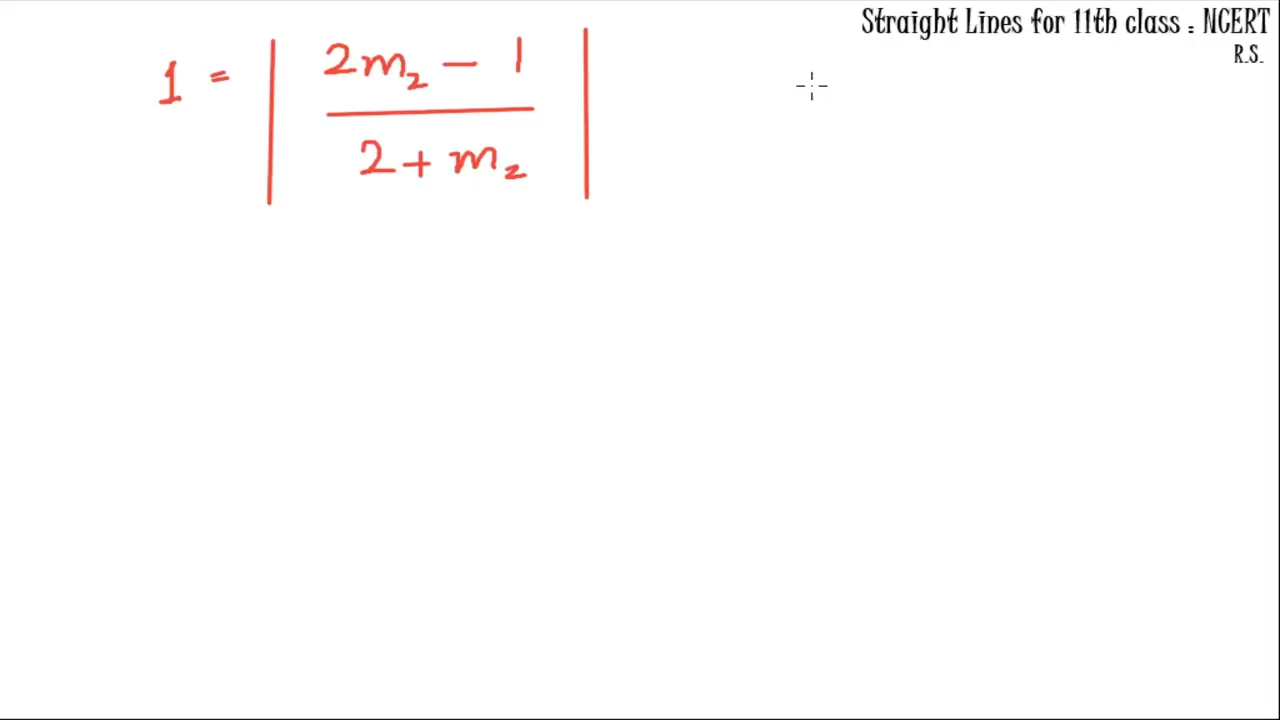 Straight Lines for 11th class : NCERT
R.S.
1 = | (2m₂ - 1) / (2 + m₂) |